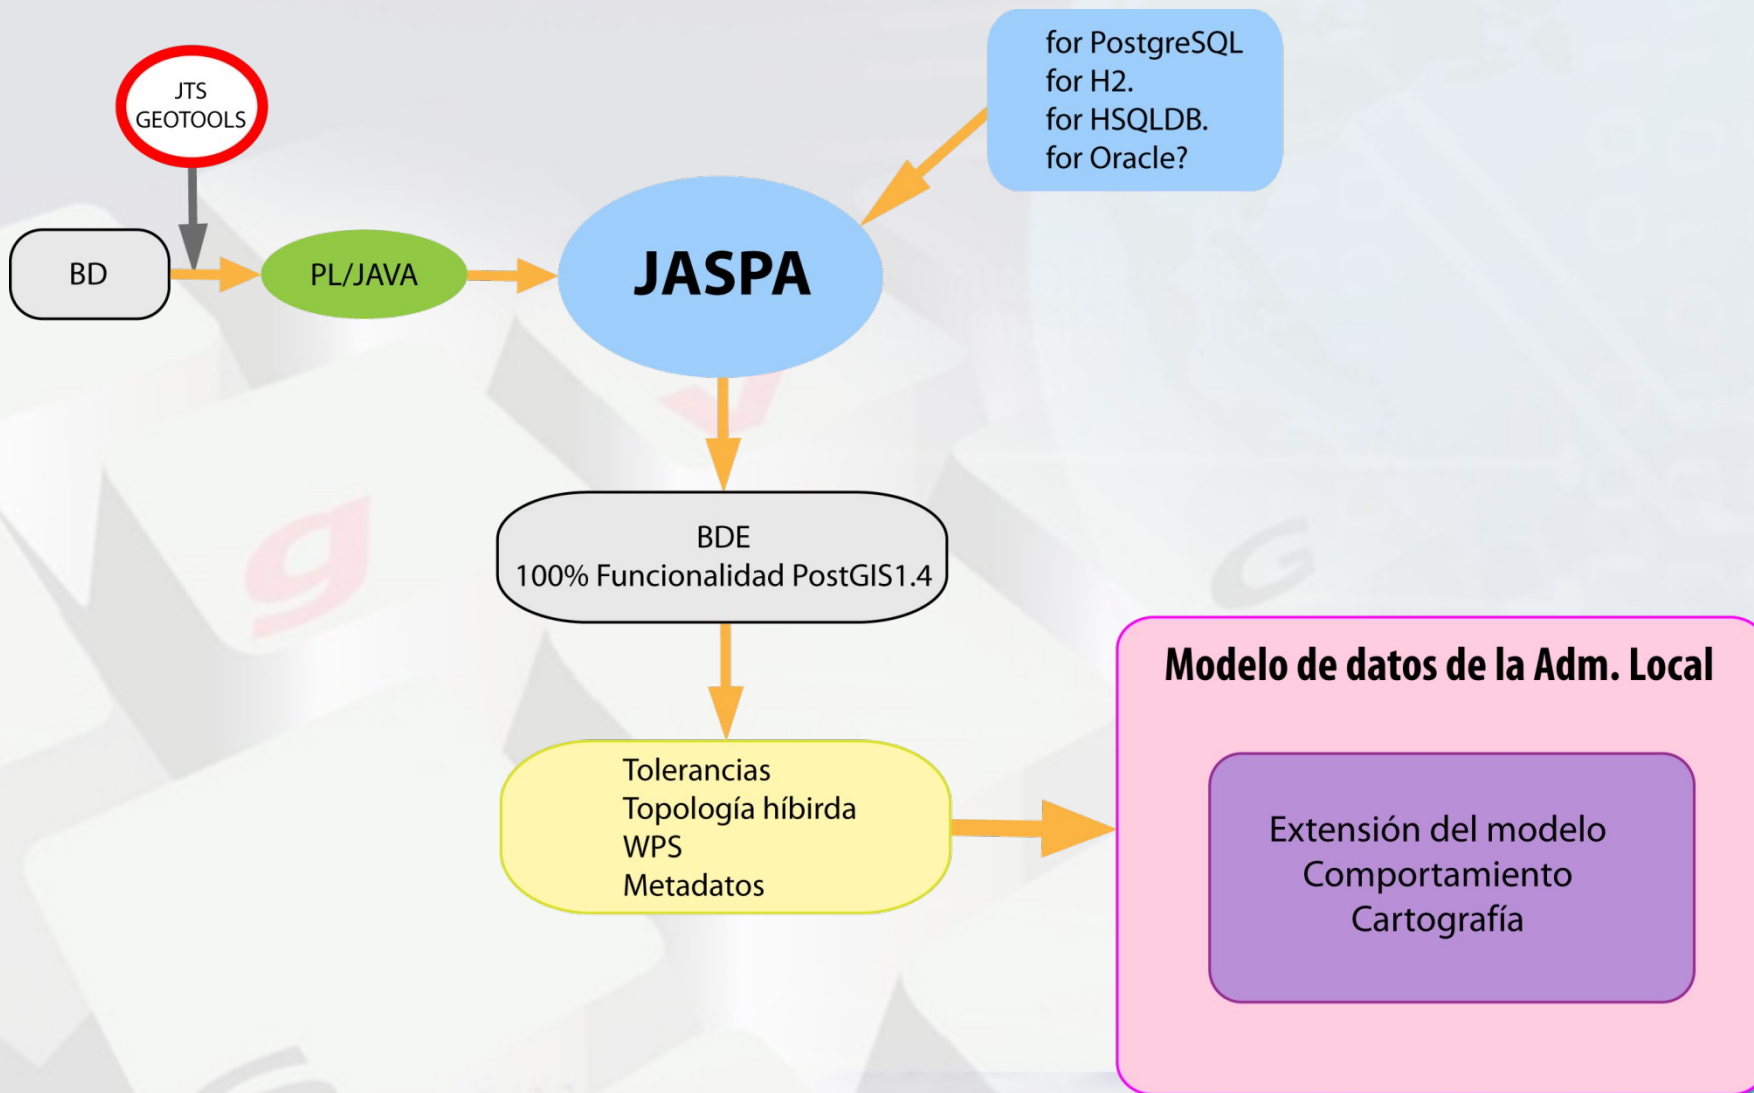 JTS
GEOTOOLS
for PostgreSQL
for H2.
for HSQLDB.
for Oracle?
BD
PL/JAVA
JASPA
BDE
100% Funcionalidad PostGIS1.4
Tolerancias
Topología híbirda
WPS
Metadatos
Modelo de datos de la Adm. Local
Extensión del modelo
Comportamiento
Cartografía
g
G